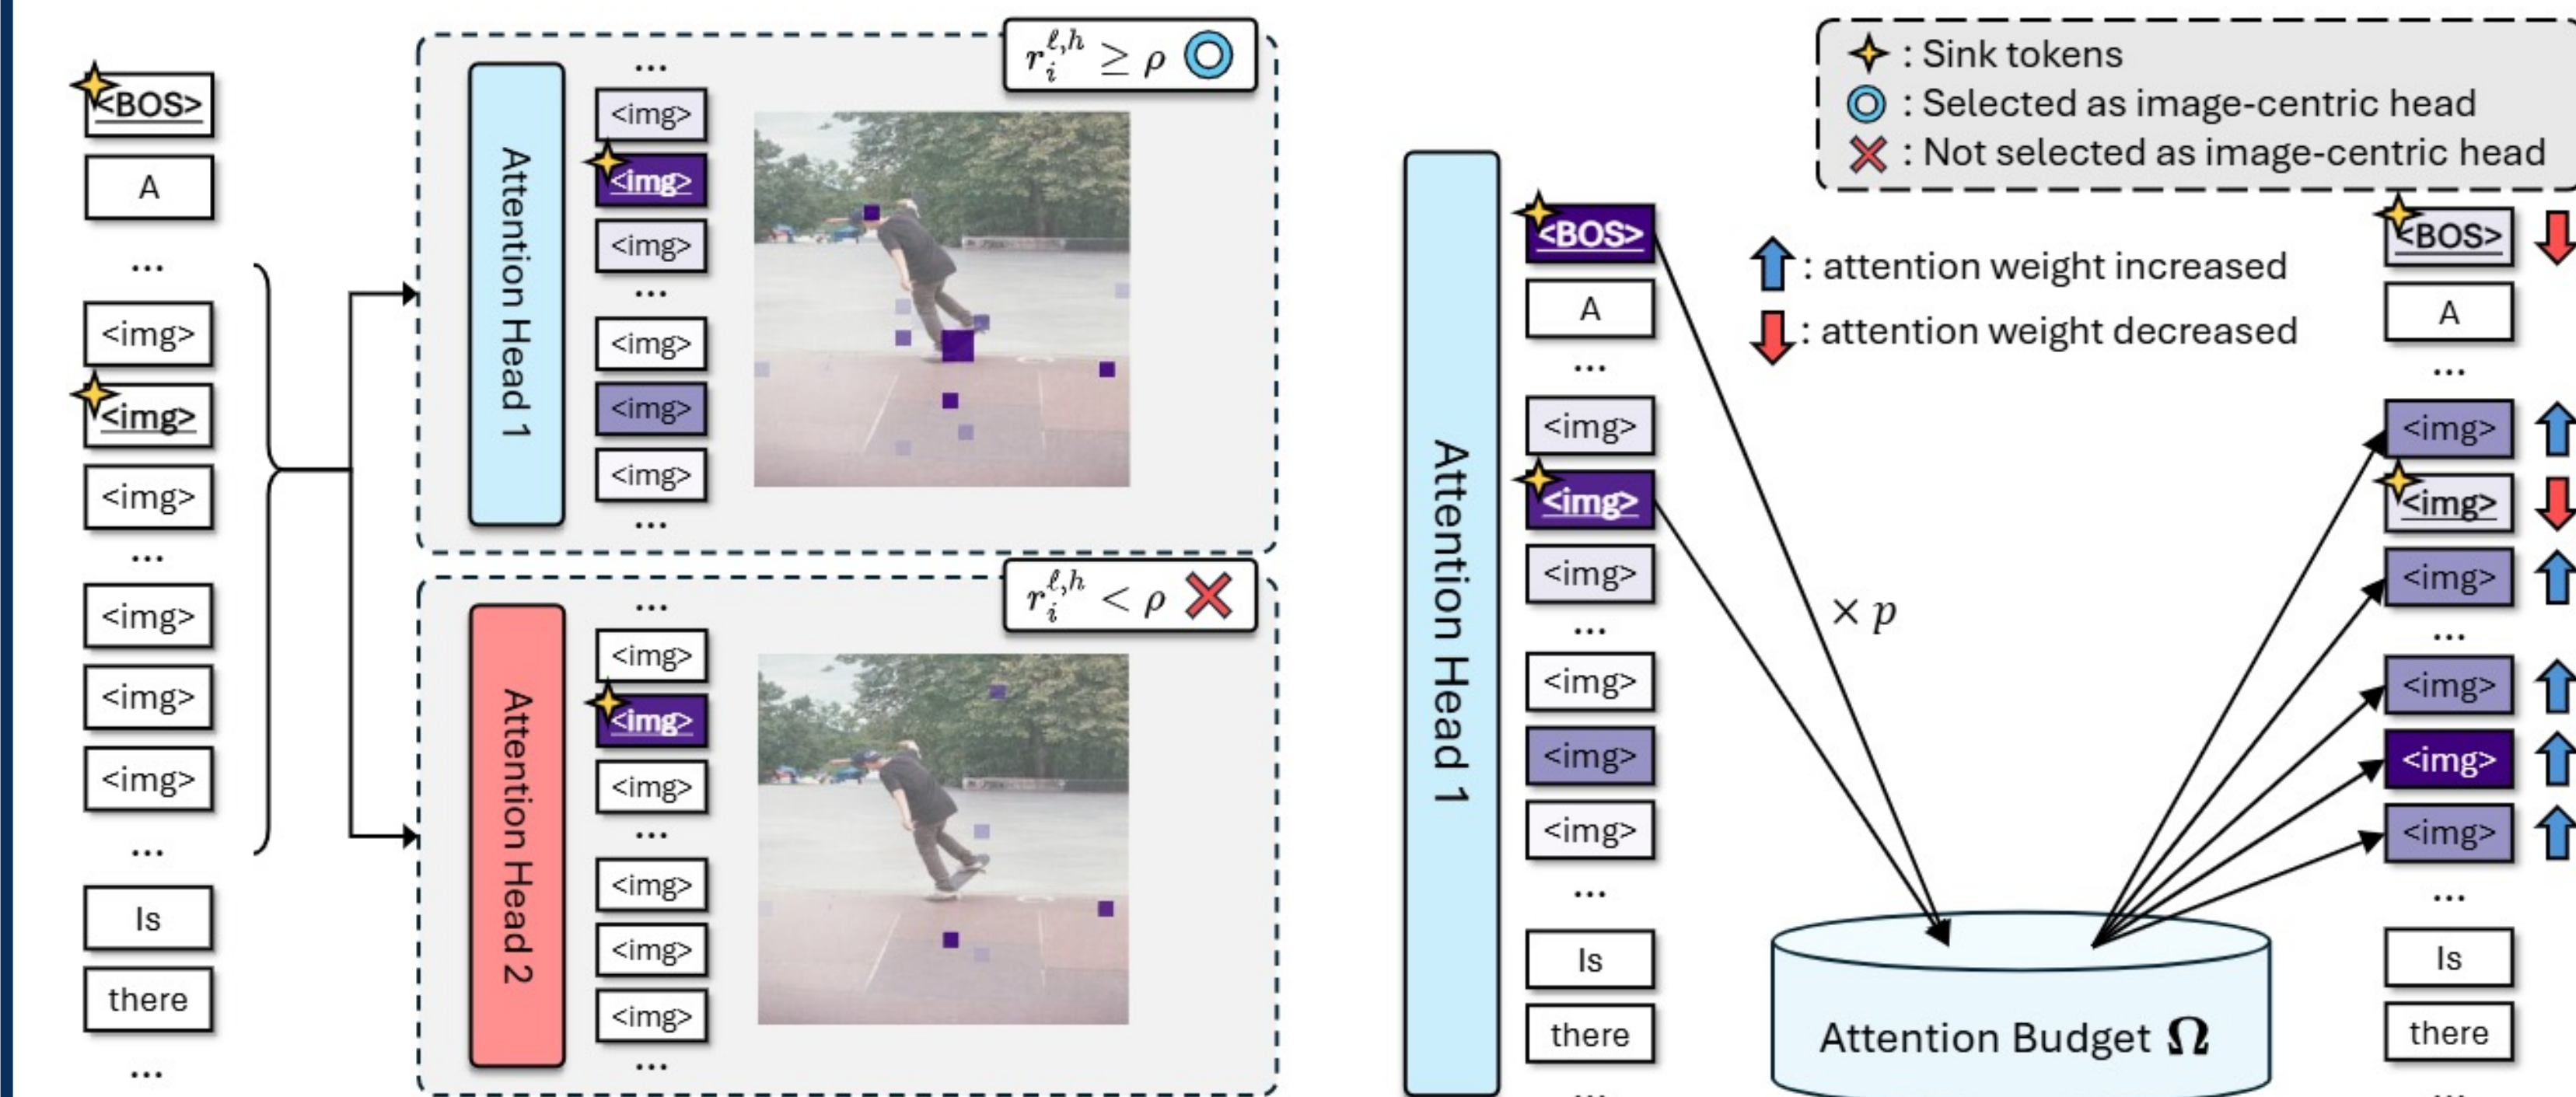 <BOS>
A
...
<img>
<img>
<img>
...
<img>
<img>
<img>
...
Is
there
...
Attention Head 1
...
<img>
<img>
<img>
...
<img>
<img>
<img>
...
r_i^{ℓ,h} ≥ ρ
Attention Head 2
...
<img>
<img>
<img>
...
<img>
<img>
<img>
...
r_i^{ℓ,h} < ρ
: Sink tokens
: Selected as image-centric head
: Not selected as image-centric head
Attention Head 1
<BOS>
A
...
<img>
<img>
<img>
...
<img>
<img>
<img>
...
Is
there
...
: attention weight increased
: attention weight decreased
× p
Attention Budget Ω
<BOS>
A
...
<img>
<img>
<img>
...
<img>
<img>
<img>
...
Is
there
...